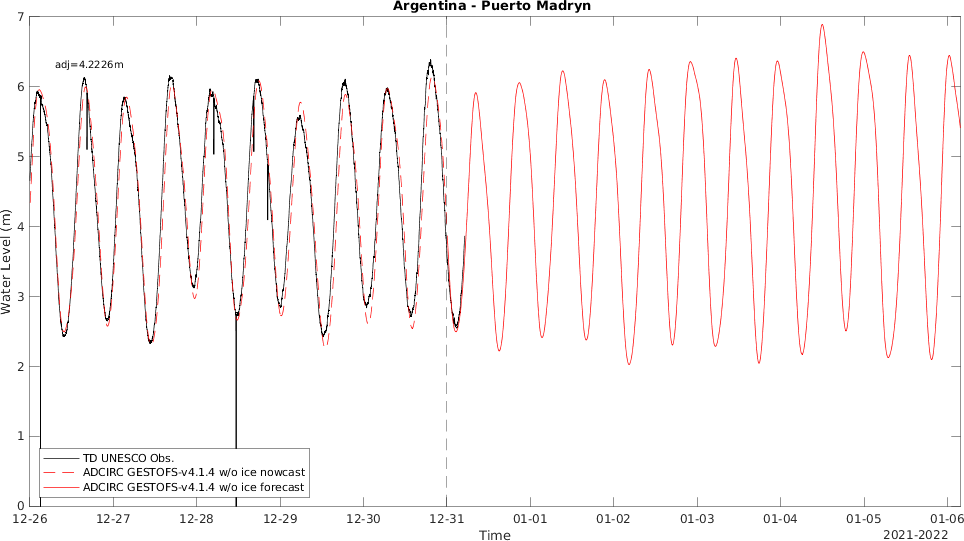 Argentina - Puerto Madryn
7
6
5
4
3
2
1
0
Water Level (m)
adj=4.2226m
TD UNESCO Obs.
ADCIRC GESTOFS-v4.1.4 w/o ice nowcast
ADCIRC GESTOFS-v4.1.4 w/o ice forecast
12-26 12-27 12-28 12-29 12-30 12-31 01-01 01-02 01-03 01-04 01-05 01-06
Time
2021-2022